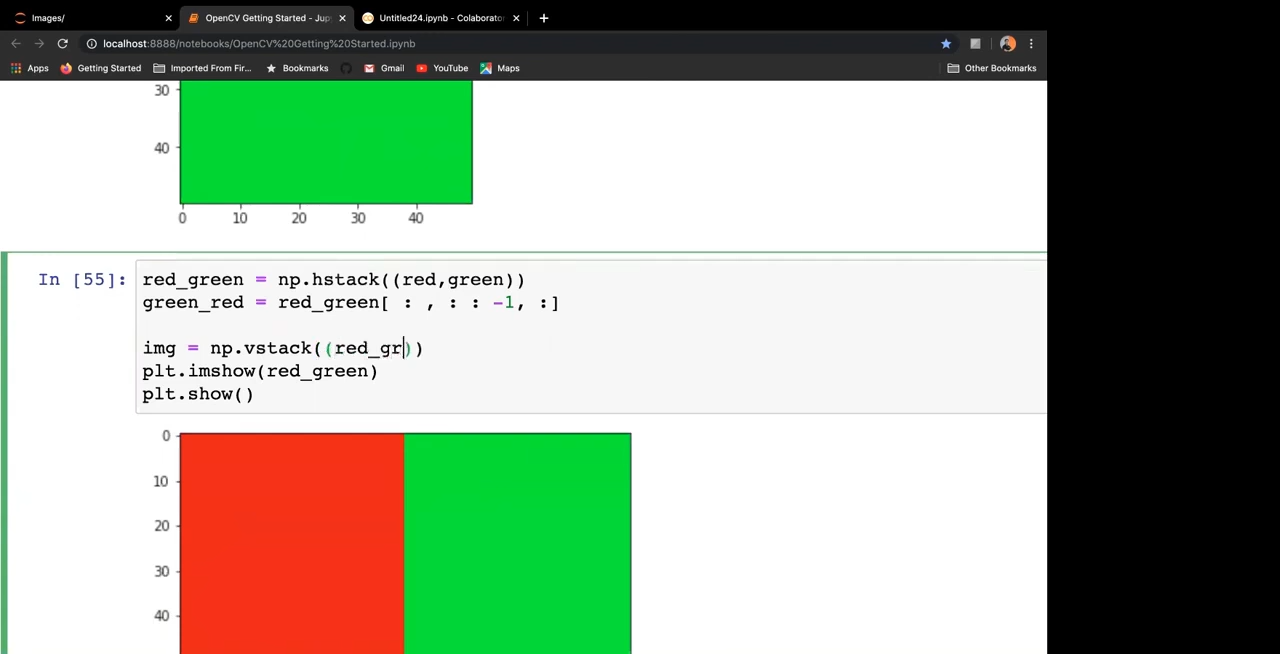 Images/ OpenCV Getting Started - Jup Untitled24.ipynb - Colaborator
localhost:8888/notebooks/OpenCV%20Getting%20Started.ipynb
Apps Getting Started Imported From Fir... Bookmarks Gmail YouTube Maps Other Bookmarks
30
40
0 10 20 30 40
In [55]: red_green = np.hstack((red,green))
green_red = red_green[ : , : : -1, :]
img = np.vstack((red_gr))
plt.imshow(red_green)
plt.show()
0
10
20
30
40